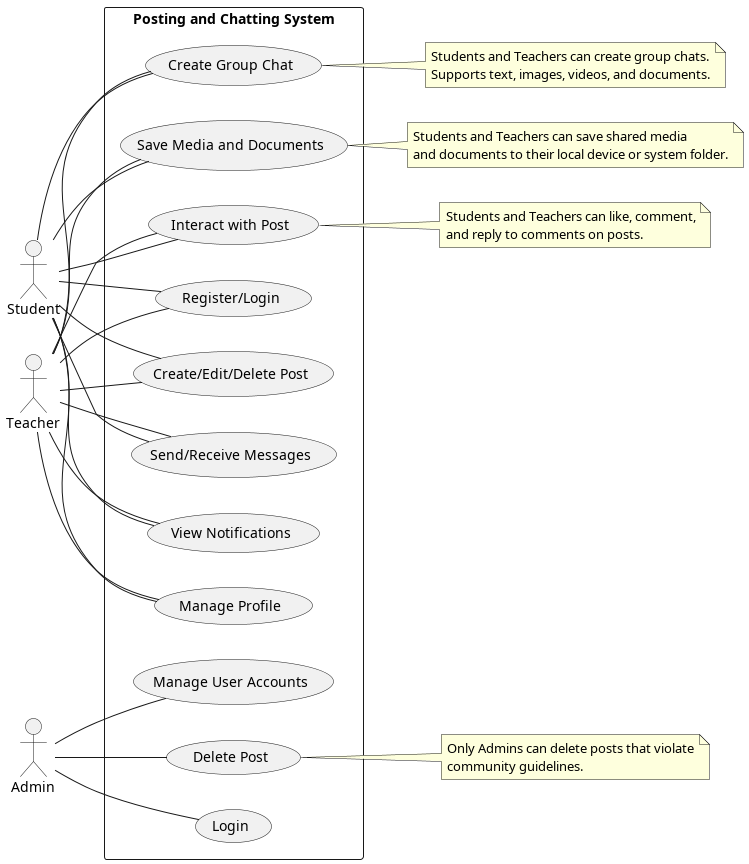 Posting and Chatting System
Create Group Chat
Students and Teachers can create group chats.
Supports text, images, videos, and documents.
Save Media and Documents
Students and Teachers can save shared media
and documents to their local device or system folder.
Interact with Post
Students and Teachers can like, comment,
and reply to comments on posts.
Student
Register/Login
Create/Edit/Delete Post
Teacher
Send/Receive Messages
View Notifications
Manage Profile
Manage User Accounts
Admin
Delete Post
Only Admins can delete posts that violate
community guidelines.
Login